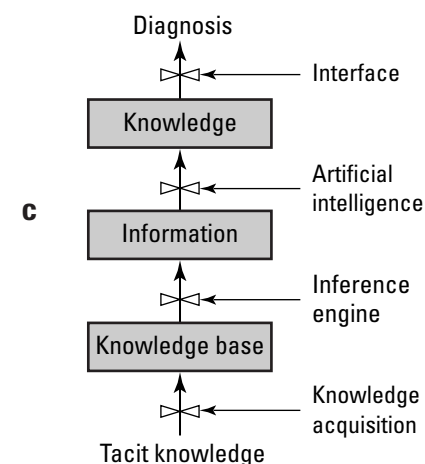 Diagnosis
Interface
Knowledge
Artificial
intelligence
c
Information
Inference
engine
Knowledge base
Knowledge
acquisition
Tacit knowledge